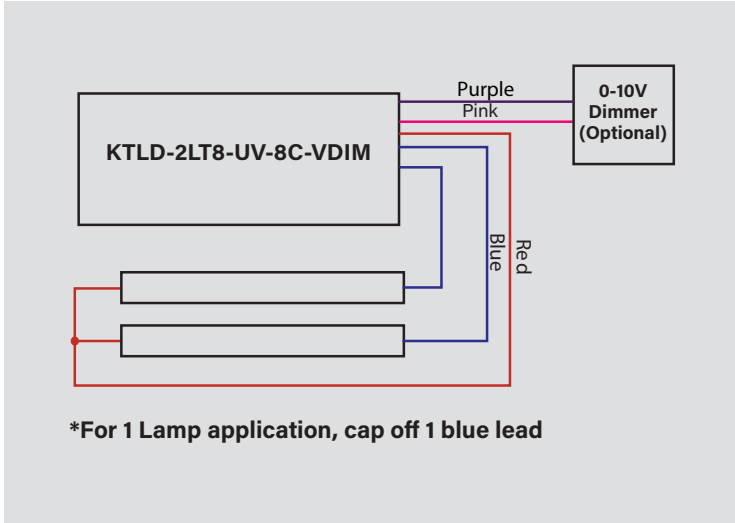 Purple
Pink
0-10V
Dimmer
(Optional)
KTLD-2LT8-UV-8C-VDIM
Blue
Red
*For 1 Lamp application, cap off 1 blue lead